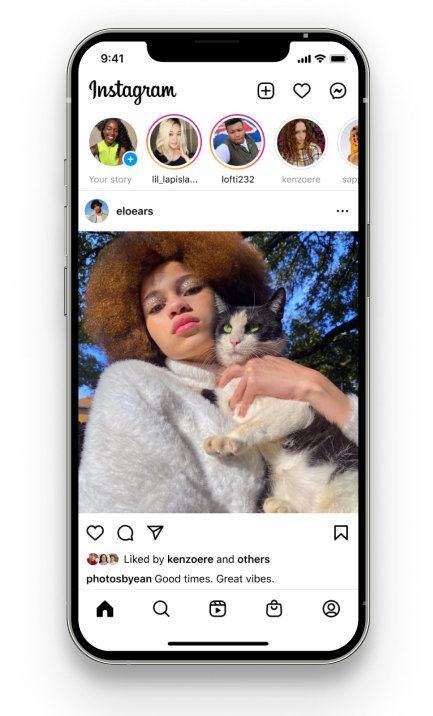 9:41
Instagram
Your story
lil_lapisla...
lofti232
kenzoere
sapp
eloears
Liked by kenzoere and others
photosbyean Good times. Great vibes.